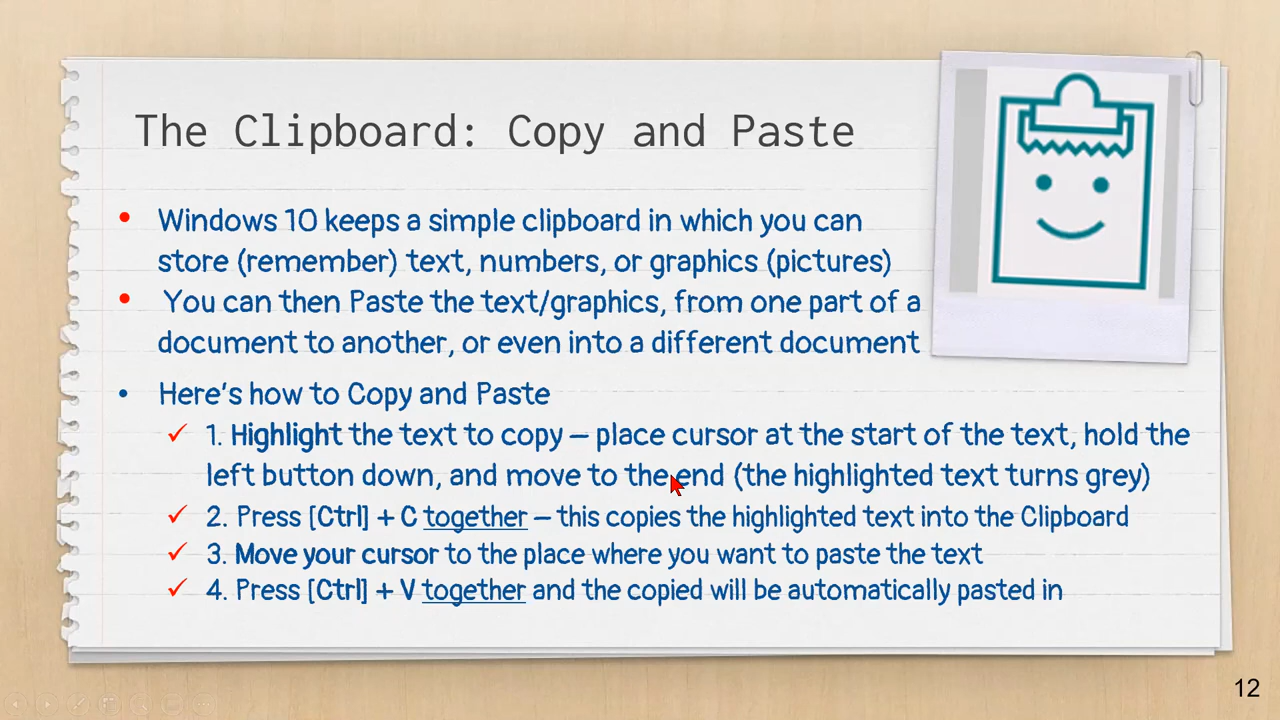 The Clipboard: Copy and Paste
• Windows 10 keeps a simple clipboard in which you can
store (remember) text, numbers, or graphics (pictures)
• You can then Paste the text/graphics, from one part of a
document to another, or even into a different document
• Here's how to Copy and Paste
✓ 1. Highlight the text to copy – place cursor at the start of the text, hold the
left button down, and move to the end (the highlighted text turns grey)
✓ 2. Press [Ctrl] + C together – this copies the highlighted text into the Clipboard
✓ 3. Move your cursor to the place where you want to paste the text
✓ 4. Press [Ctrl] + V together and the copied will be automatically pasted in
12